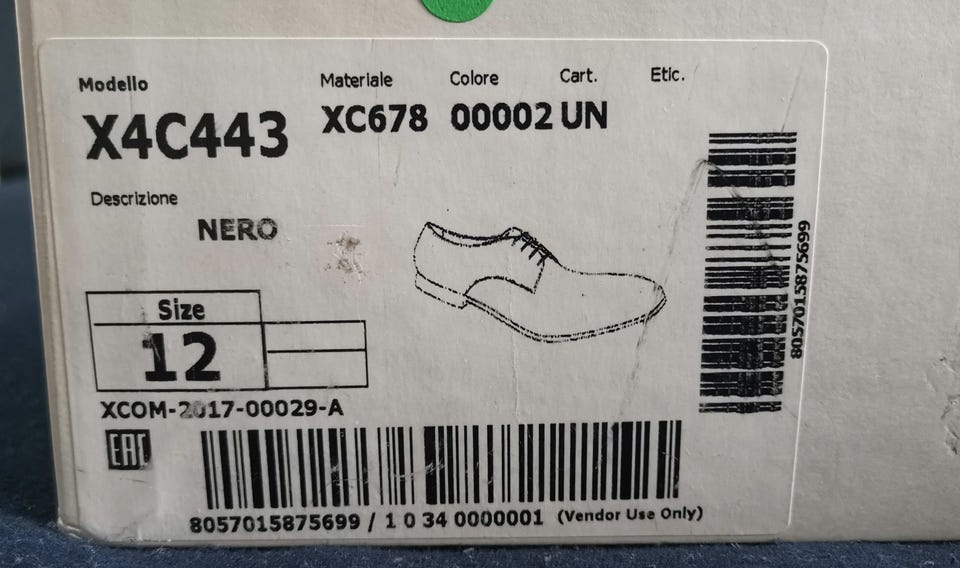 Modello Materiale Colore Cart. Etic.
X4C443 XC678 00002 UN
Descrizione
NERO
Size
12
XCOM-2017-00029-A
EAC
8057015875699 / 1 0 34 0000001 (Vendor Use Only)
8057015875699